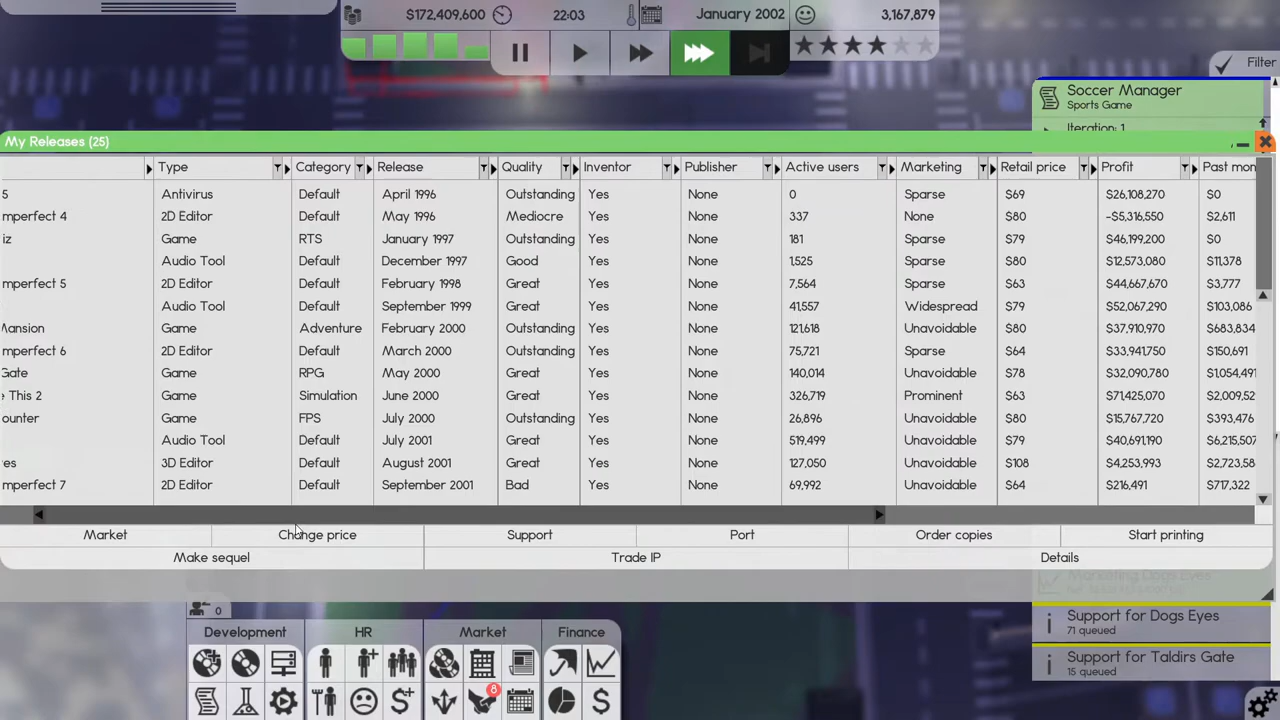 $172,409,600 22:03 January 2002 3,167,879
Filter
Soccer Manager
Sports Game
Iteration: 1
My Releases (25)
Type Category Release Quality Inventor Publisher Active users Marketing Retail price Profit Past mon
5 Antivirus Default April 1996 Outstanding Yes None 0 Sparse $69 $26,108,270 $0
mperfect 4 2D Editor Default May 1996 Mediocre Yes None 337 None $80 -$5,316,550 $2,611
iz Game RTS January 1997 Outstanding Yes None 181 Sparse $79 $46,199,200 $0
Audio Tool Default December 1997 Good Yes None 1,525 Sparse $80 $12,573,080 $11,378
mperfect 5 2D Editor Default February 1998 Great Yes None 7,564 Sparse $63 $44,667,670 $3,777
Audio Tool Default September 1999 Great Yes None 41,557 Widespread $79 $52,067,290 $103,086
Mansion Game Adventure February 2000 Outstanding Yes None 121,618 Unavoidable $80 $37,910,970 $683,834
mperfect 6 2D Editor Default March 2000 Outstanding Yes None 75,721 Sparse $64 $33,941,750 $150,691
Gate Game RPG May 2000 Great Yes None 140,014 Unavoidable $78 $32,090,780 $1,054,491
e This 2 Game Simulation June 2000 Great Yes None 326,719 Prominent $63 $71,425,070 $2,009,52
ounter Game FPS July 2000 Outstanding Yes None 26,896 Unavoidable $80 $15,767,720 $393,476
Audio Tool Default July 2001 Great Yes None 519,499 Unavoidable $79 $40,691,190 $6,215,507
es 3D Editor Default August 2001 Great Yes None 127,050 Unavoidable $108 $4,253,993 $2,723,58
mperfect 7 2D Editor Default September 2001 Bad Yes None 69,992 Unavoidable $64 $216,491 $717,322
Market Change price Support Port Order copies Start printing
Make sequel Trade IP Details
Marketing Dogs Eyes
0
Support for Dogs Eyes
71 queued
Support for Taldirs Gate
15 queued
Development HR Market Finance
8